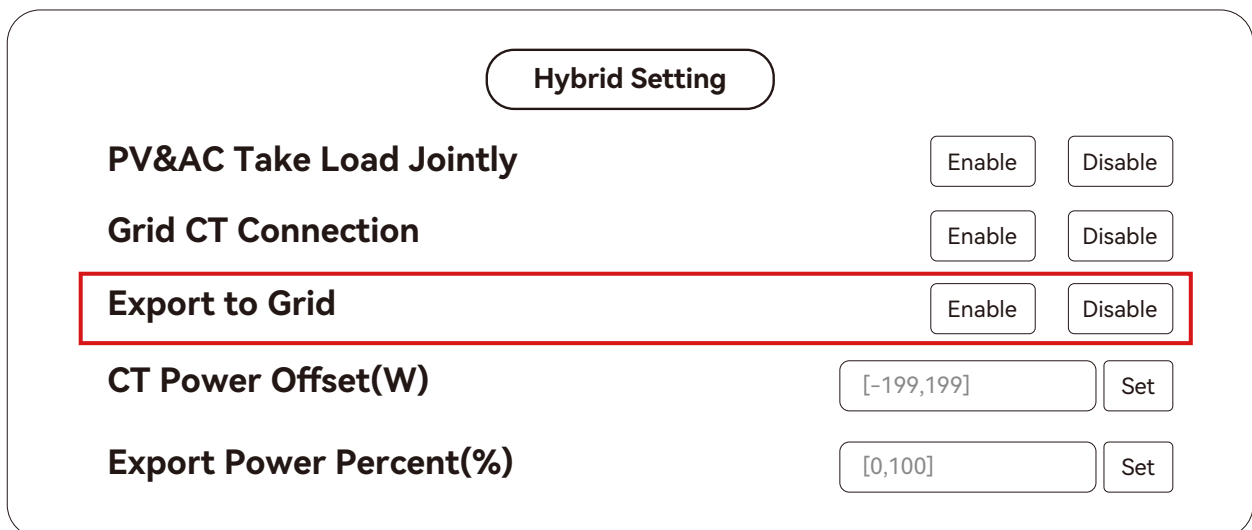 Hybrid Setting
PV&AC Take Load Jointly Enable Disable
Grid CT Connection Enable Disable
Export to Grid Enable Disable
CT Power Offset(W) [-199,199] Set
Export Power Percent(%) [0,100] Set